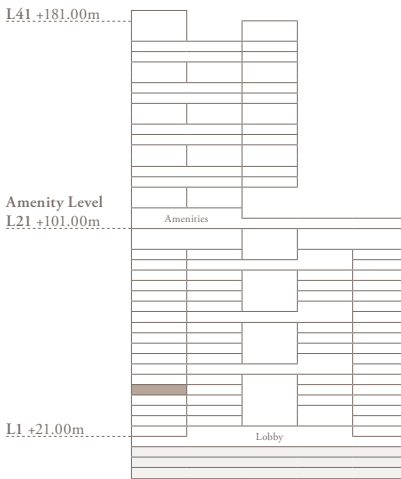 L41 +181.00m
Amenity Level
L21 +101.00m
Amenities
L1 +21.00m
Lobby